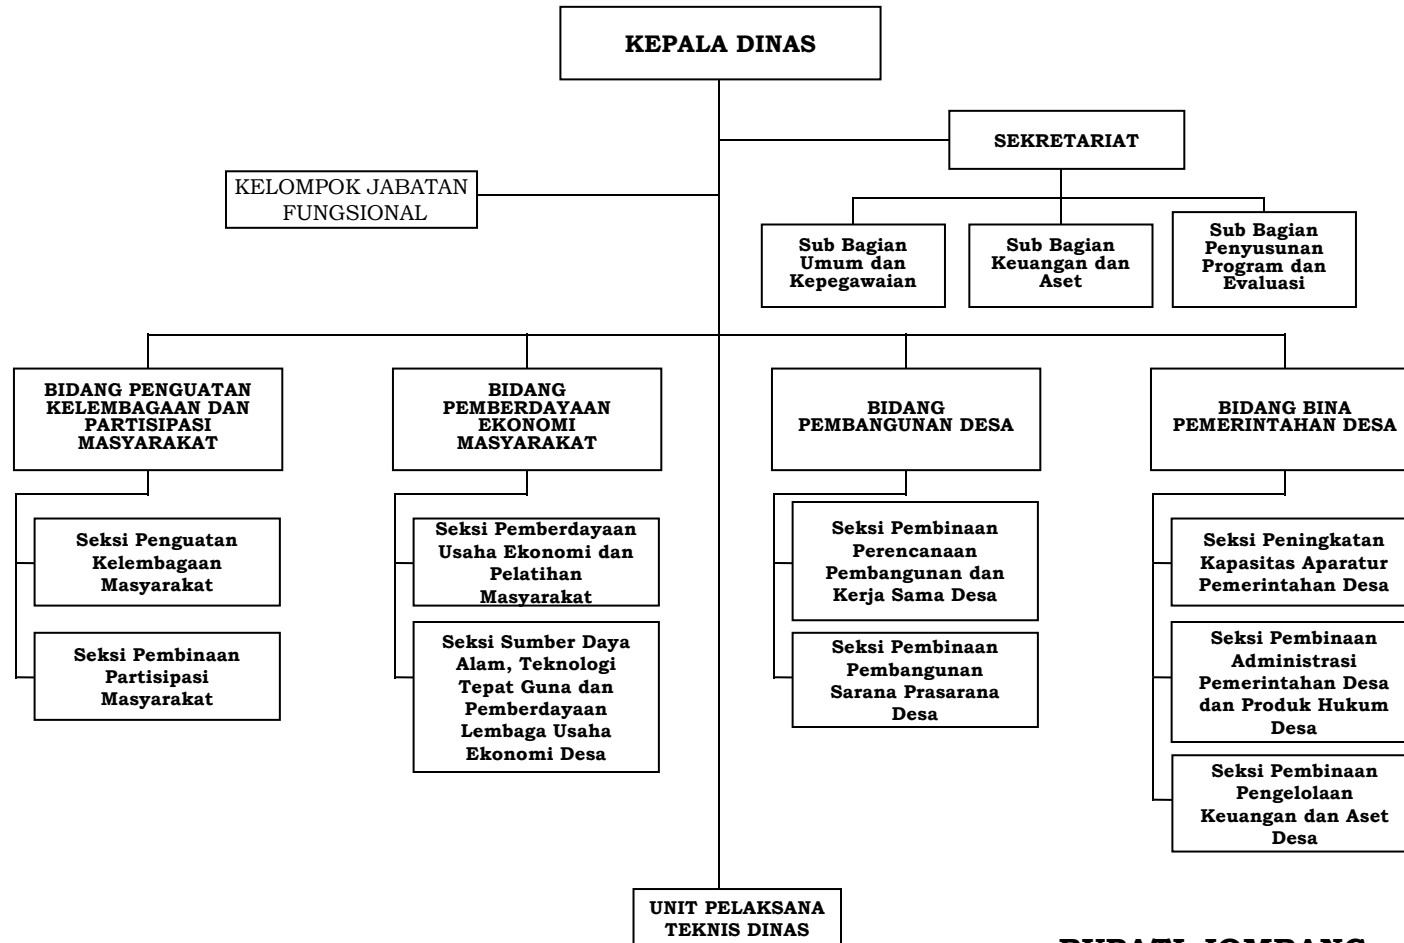 KEPALA DINAS
SEKRETARIAT
KELOMPOK JABATAN
FUNGSIONAL
Sub Bagian
Umum dan
Kepegawaian
Sub Bagian
Keuangan dan
Aset
Sub Bagian
Penyusunan
Program dan
Evaluasi
BIDANG PENGUATAN
KELEMBAGAAN DAN
PARTISIPASI
MASYARAKAT
BIDANG
PEMBERDAYAAN
EKONOMI
MASYARAKAT
BIDANG
PEMBANGUNAN DESA
BIDANG BINA
PEMERINTAHAN DESA
Seksi Penguatan
Kelembagaan
Masyarakat
Seksi Pembinaan
Partisipasi
Masyarakat
Seksi Pemberdayaan
Usaha Ekonomi dan
Pelatihan
Masyarakat
Seksi Sumber Daya
Alam, Teknologi
Tepat Guna dan
Pemberdayaan
Lembaga Usaha
Ekonomi Desa
Seksi Pembinaan
Perencanaan
Pembangunan dan
Kerja Sama Desa
Seksi Pembinaan
Pembangunan
Sarana Prasarana
Desa
Seksi Peningkatan
Kapasitas Aparatur
Pemerintahan Desa
Seksi Pembinaan
Administrasi
Pemerintahan Desa
dan Produk Hukum
Desa
Seksi Pembinaan
Pengelolaan
Keuangan dan Aset
Desa
UNIT PELAKSANA
TEKNIS DINAS
BUPATI JOMBANG